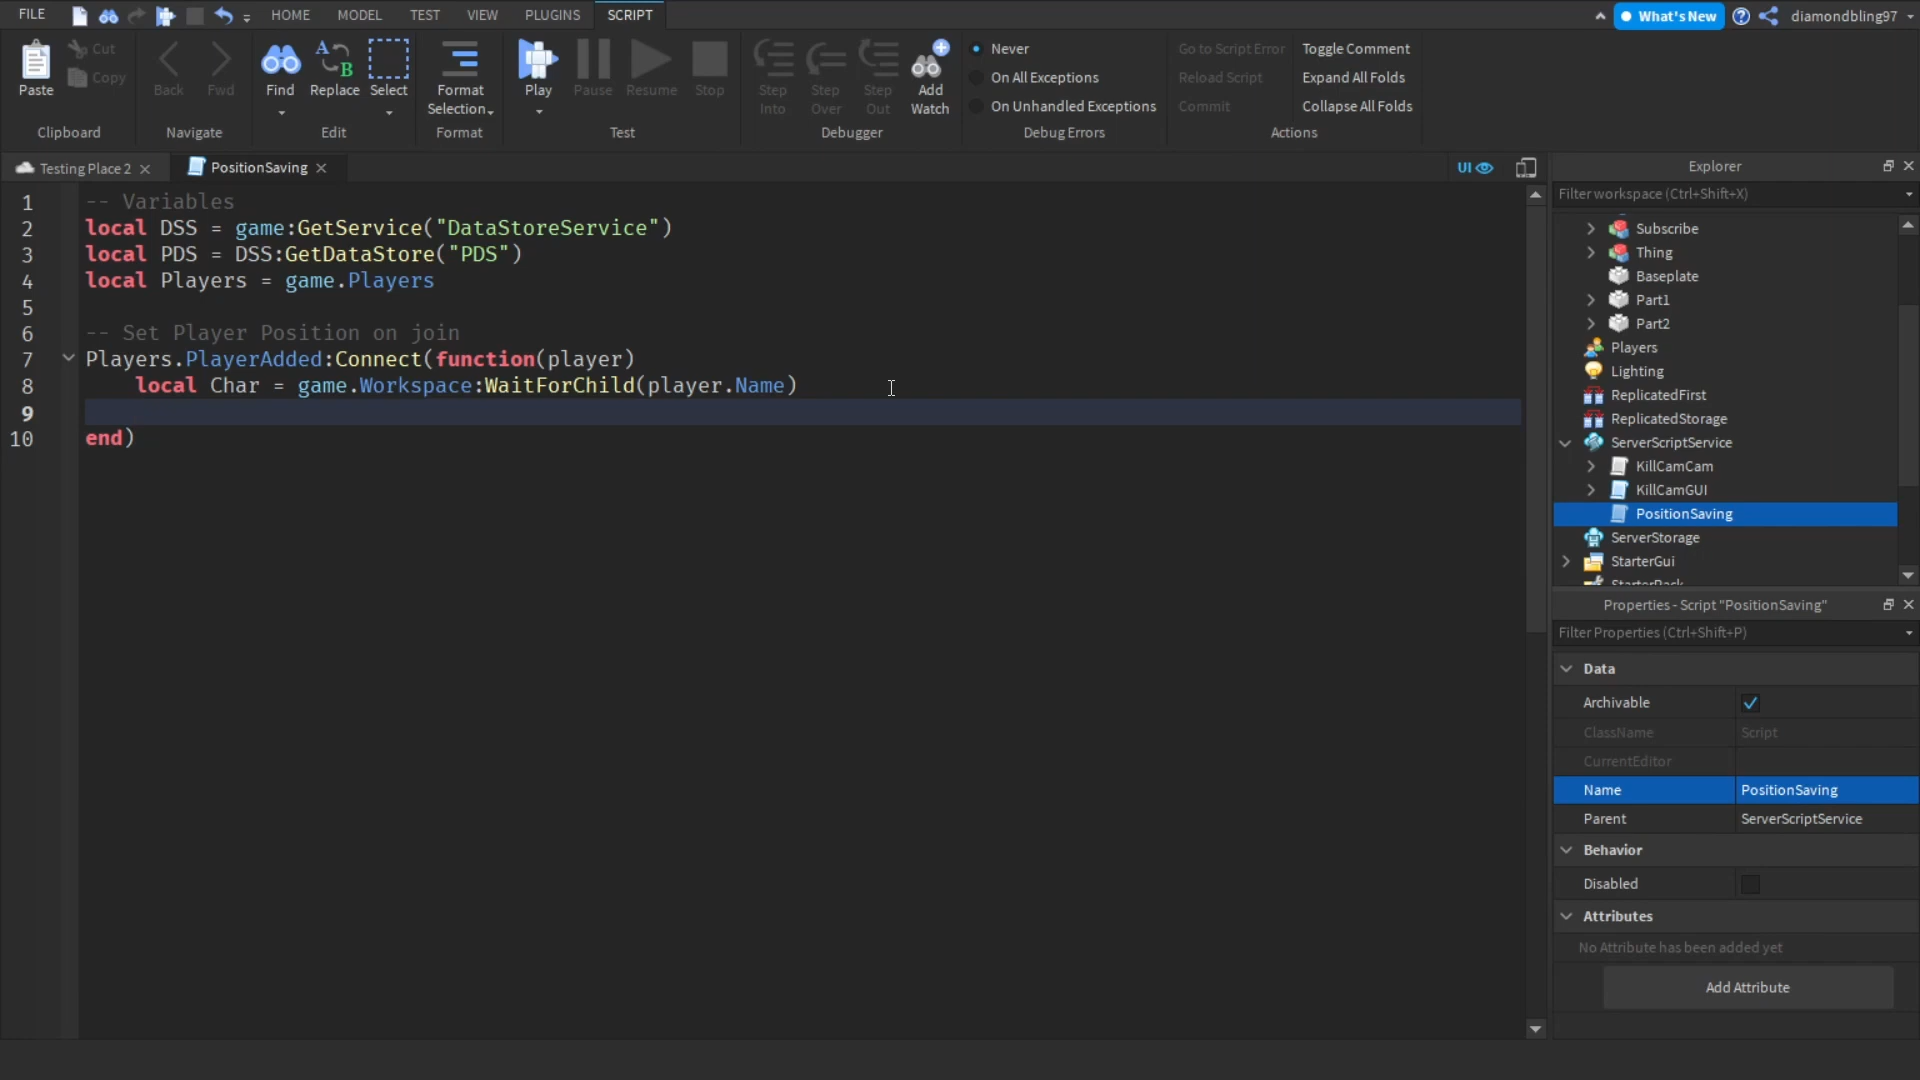 FILE HOME MODEL TEST VIEW PLUGINS SCRIPT What's New diamondbling97
Paste Cut Copy Clipboard
Back Fwd Navigate
Find Replace Select Edit
Format Selection Format
Play Pause Resume Stop Test
Step Into Step Over Step Out Add Watch Debugger
Never
On All Exceptions
On Unhandled Exceptions
Debug Errors
Go to Script Error Toggle Comment
Reload Script Expand All Folds
Commit Collapse All Folds
Actions
Testing Place 2 PositionSaving UI
1 -- Variables
2 local DSS = game:GetService("DataStoreService")
3 local PDS = DSS:GetDataStore("PDS")
4 local Players = game.Players
5
6 -- Set Player Position on join
7 Players.PlayerAdded:Connect(function(player)
8 local Char = game.Workspace:WaitForChild(player.Name)
9
10 end)
Explorer
Filter workspace (Ctrl+Shift+X)
Subscribe
Thing
Baseplate
Part1
Part2
Players
Lighting
ReplicatedFirst
ReplicatedStorage
ServerScriptService
KillCamCam
KillCamGUI
PositionSaving
ServerStorage
StarterGui
StarterPack
Properties - Script "PositionSaving"
Filter Properties (Ctrl+Shift+P)
Data
Archivable
ClassName Script
CurrentEditor
Name PositionSaving
Parent ServerScriptService
Behavior
Disabled
Attributes
No Attribute has been added yet
Add Attribute